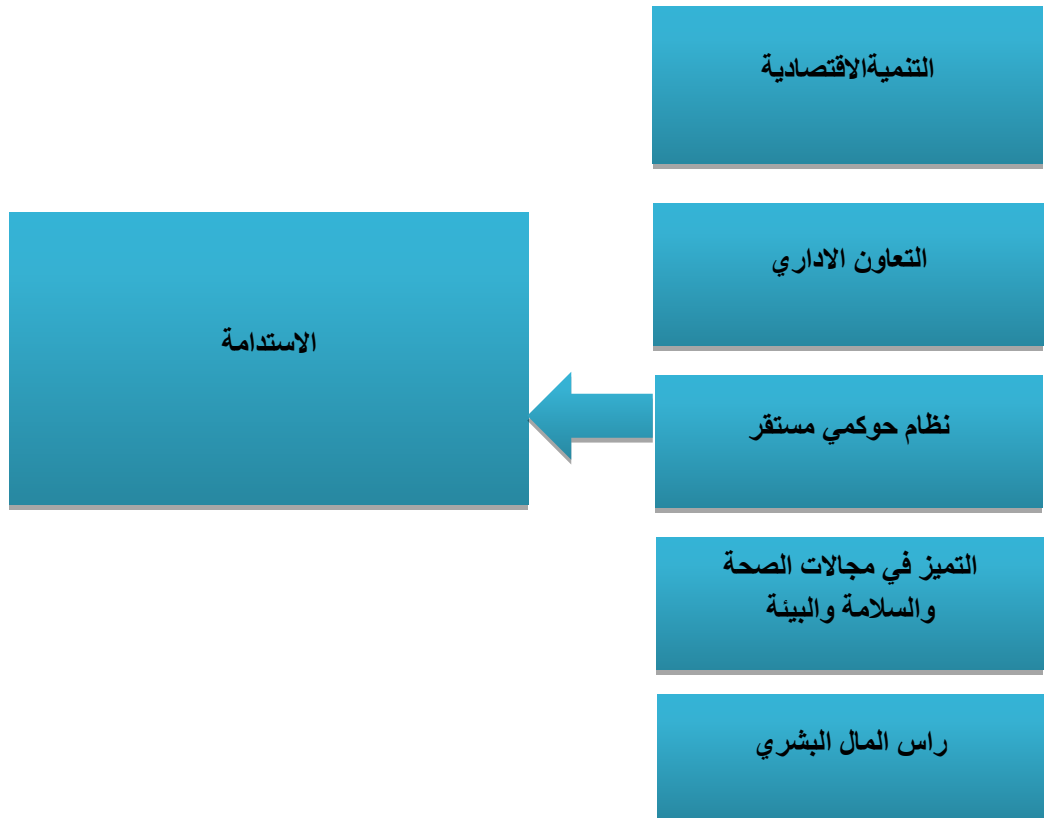 التنميةالاقتصادية
التعاون الاداري
الاستدامة
نظام حوكمي مستقر
التميز في مجالات الصحة
والسلامة والبيئة
راس المال البشري